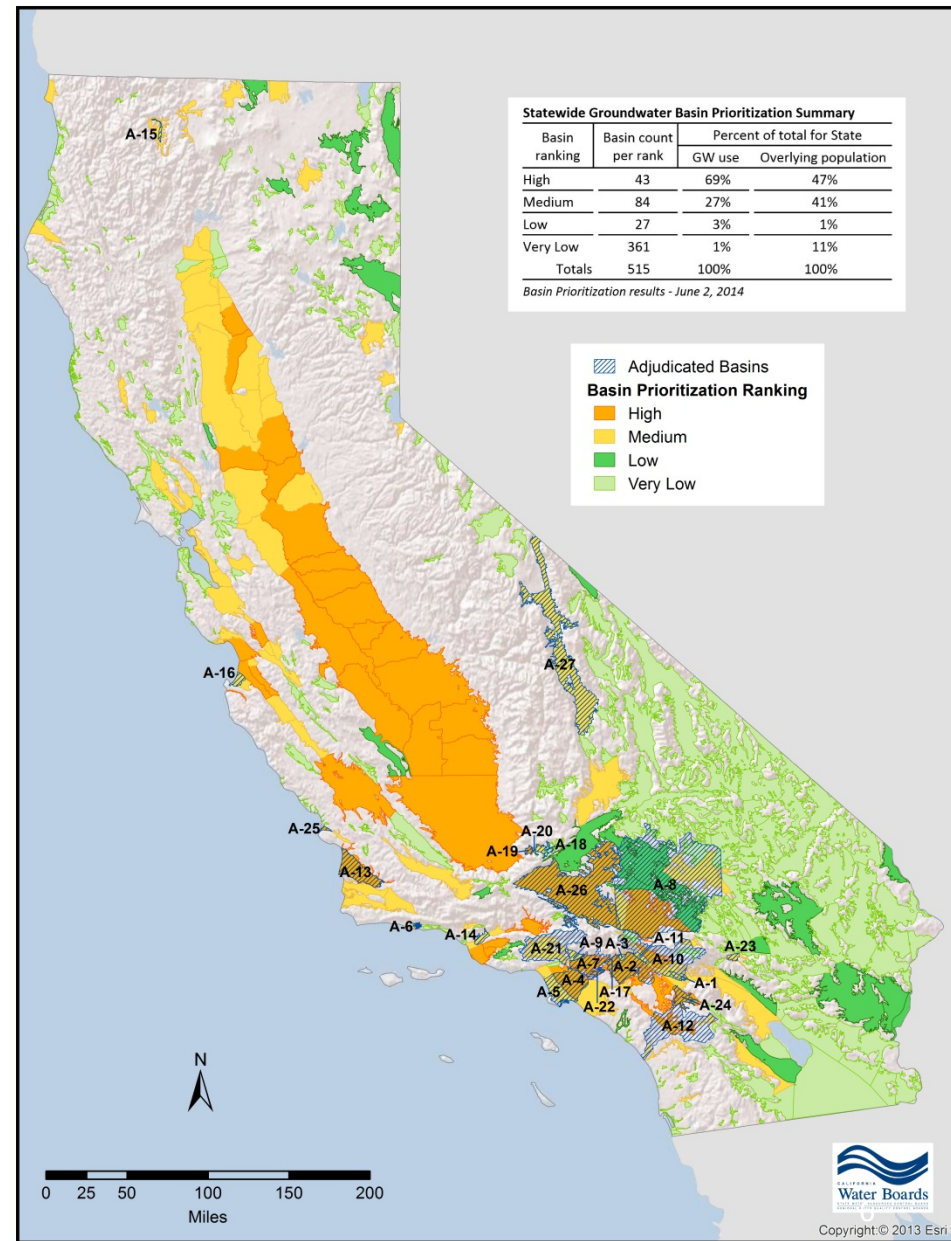 Statewide Groundwater Basin Prioritization Summary
Basin ranking Basin count per rank Percent of total for State
GW use Overlying population
High 43 69% 47%
Medium 84 27% 41%
Low 27 3% 1%
Very Low 361 1% 11%
Totals 515 100% 100%
Basin Prioritization results - June 2, 2014
Adjudicated Basins
Basin Prioritization Ranking
High
Medium
Low
Very Low
A-15
A-16
A-27
A-25
A-20
A-19
A-18
A-13
A-26
A-8
A-6
A-14
A-21
A-9
A-3
A-11
A-23
A-7
A-2
A-10
A-4
A-1
A-5
A-17
A-24
A-22
A-12
N
0 25 50 100 150 200
Miles
CALIFORNIA
Water Boards
Copyright:© 2013 Esri